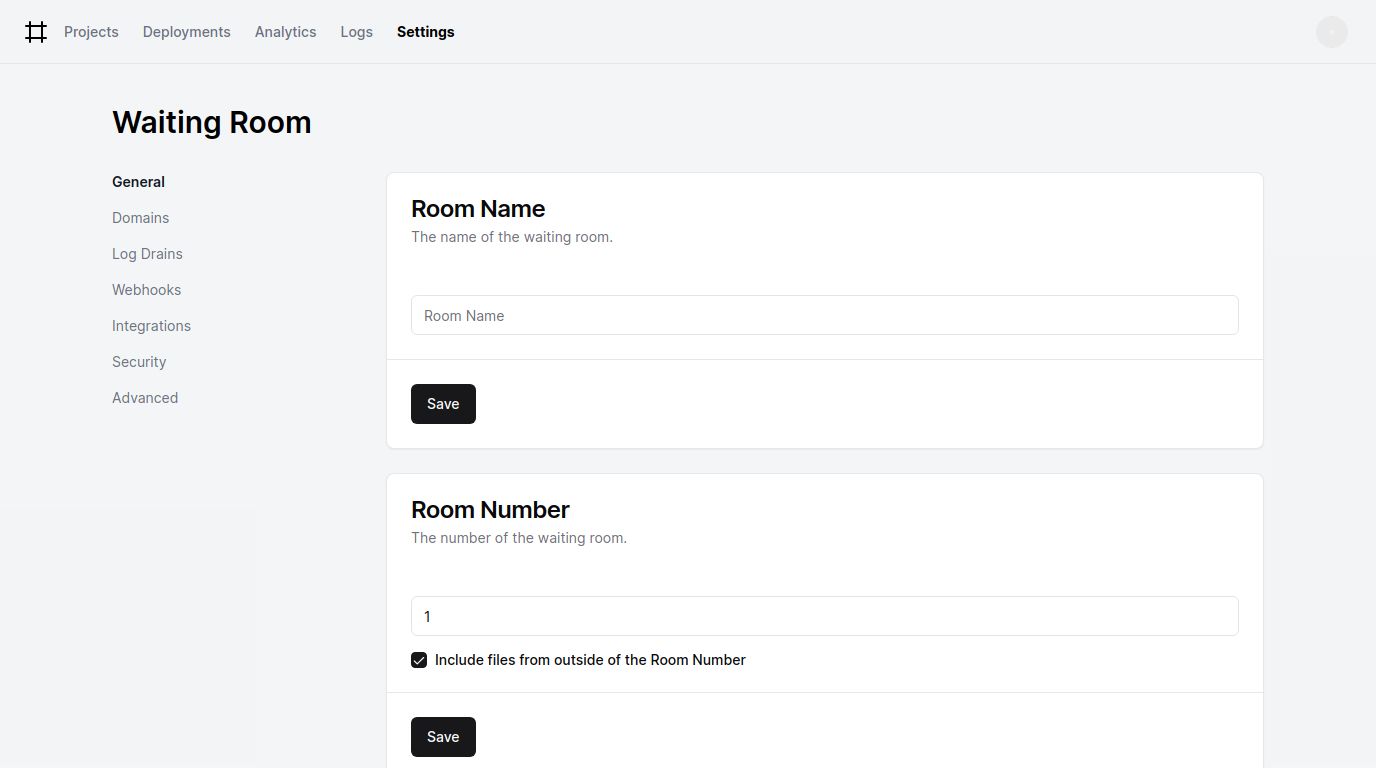 Projects Deployments Analytics Logs Settings
Waiting Room
General
Domains
Log Drains
Webhooks
Integrations
Security
Advanced
Room Name
The name of the waiting room.
Room Name
Save
Room Number
The number of the waiting room.
1
Include files from outside of the Room Number
Save